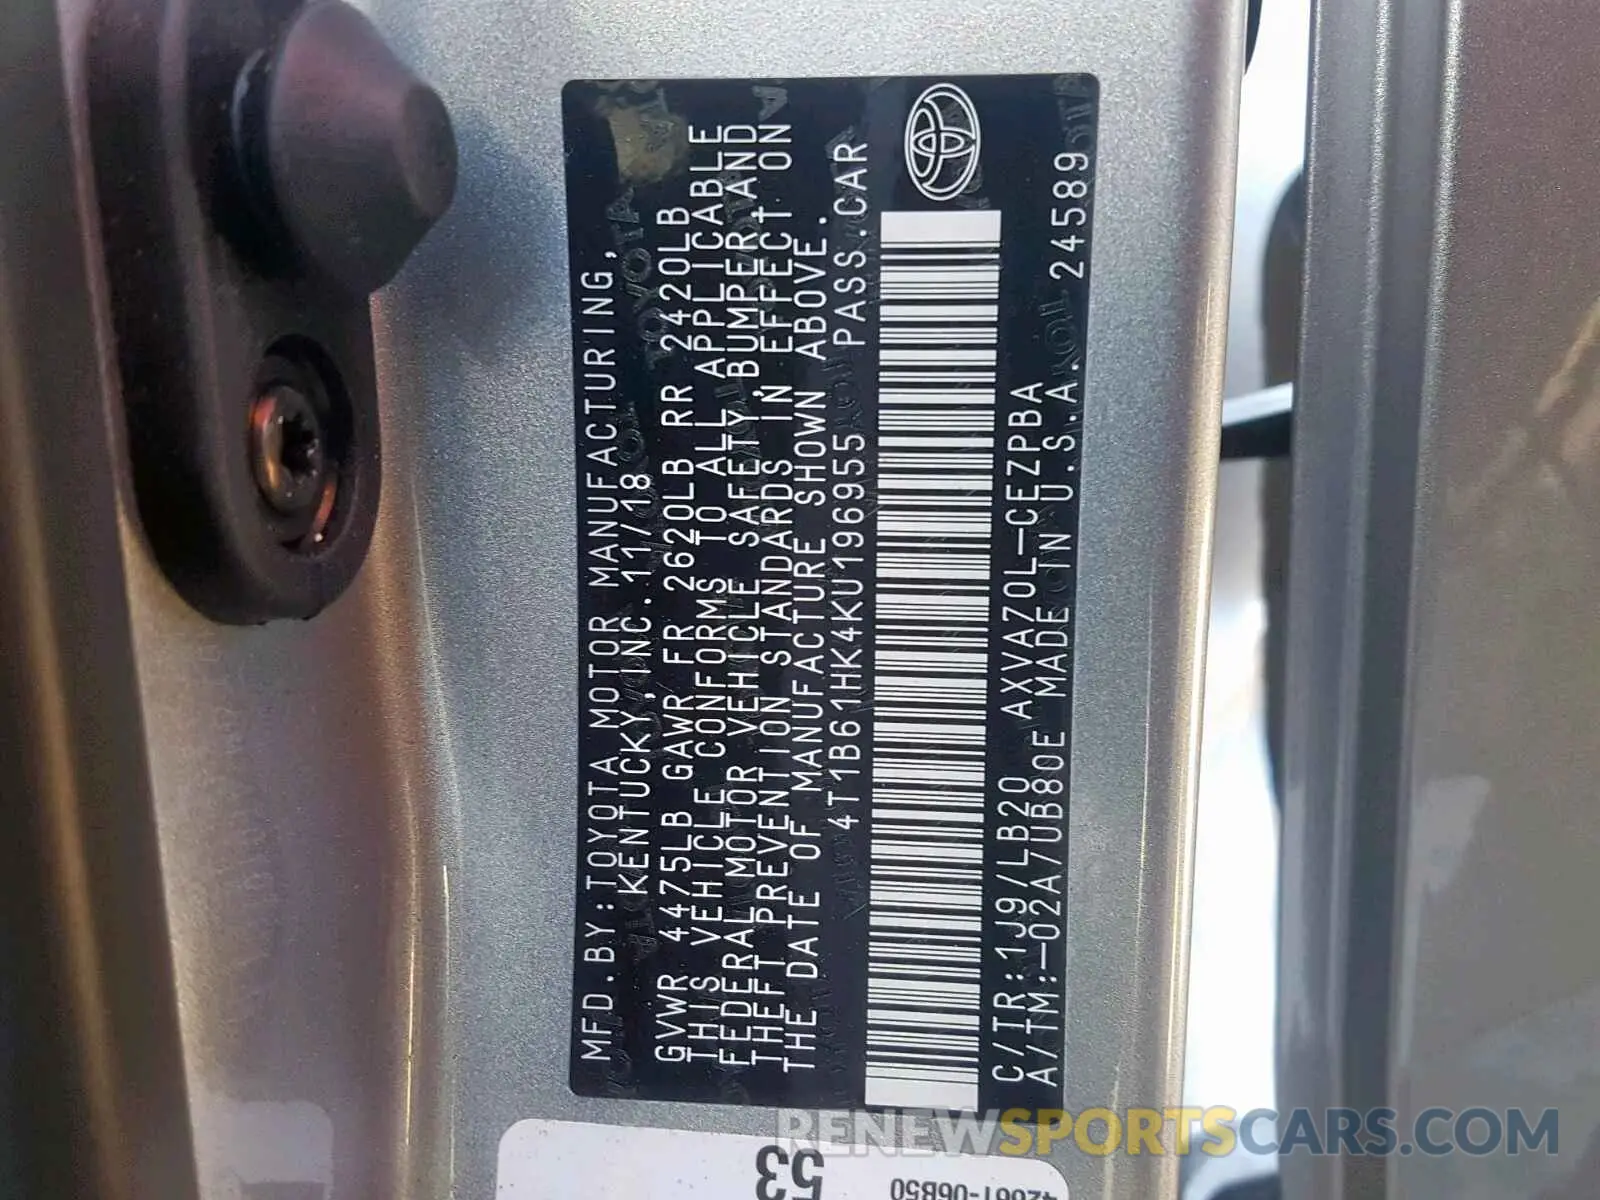 MFD.BY:TOYOTA MOTOR MANUFACTURING,
KENTUCKY,INC.11/18
GVWR 4475LB GAWR FR 2620LB RR 2420LB
THIS VEHICLE CONFORMS TO ALL APPLICABLE
FEDERAL MOTOR VEHICLE SAFETY, BUMPER, AND
THEFT PREVENTION STANDARDS IN EFFECT ON
THE DATE OF MANUFACTURE SHOWN ABOVE.
4T1B61HK4KU196955 PASS.CAR
C/TR:1J9/LB20 AXVA70L-CEZPBA
A/TM:-02A/UB80E MADE IN U.S.A. 24589
53
42661-06B50
RENEWSPORTSCARS.COM